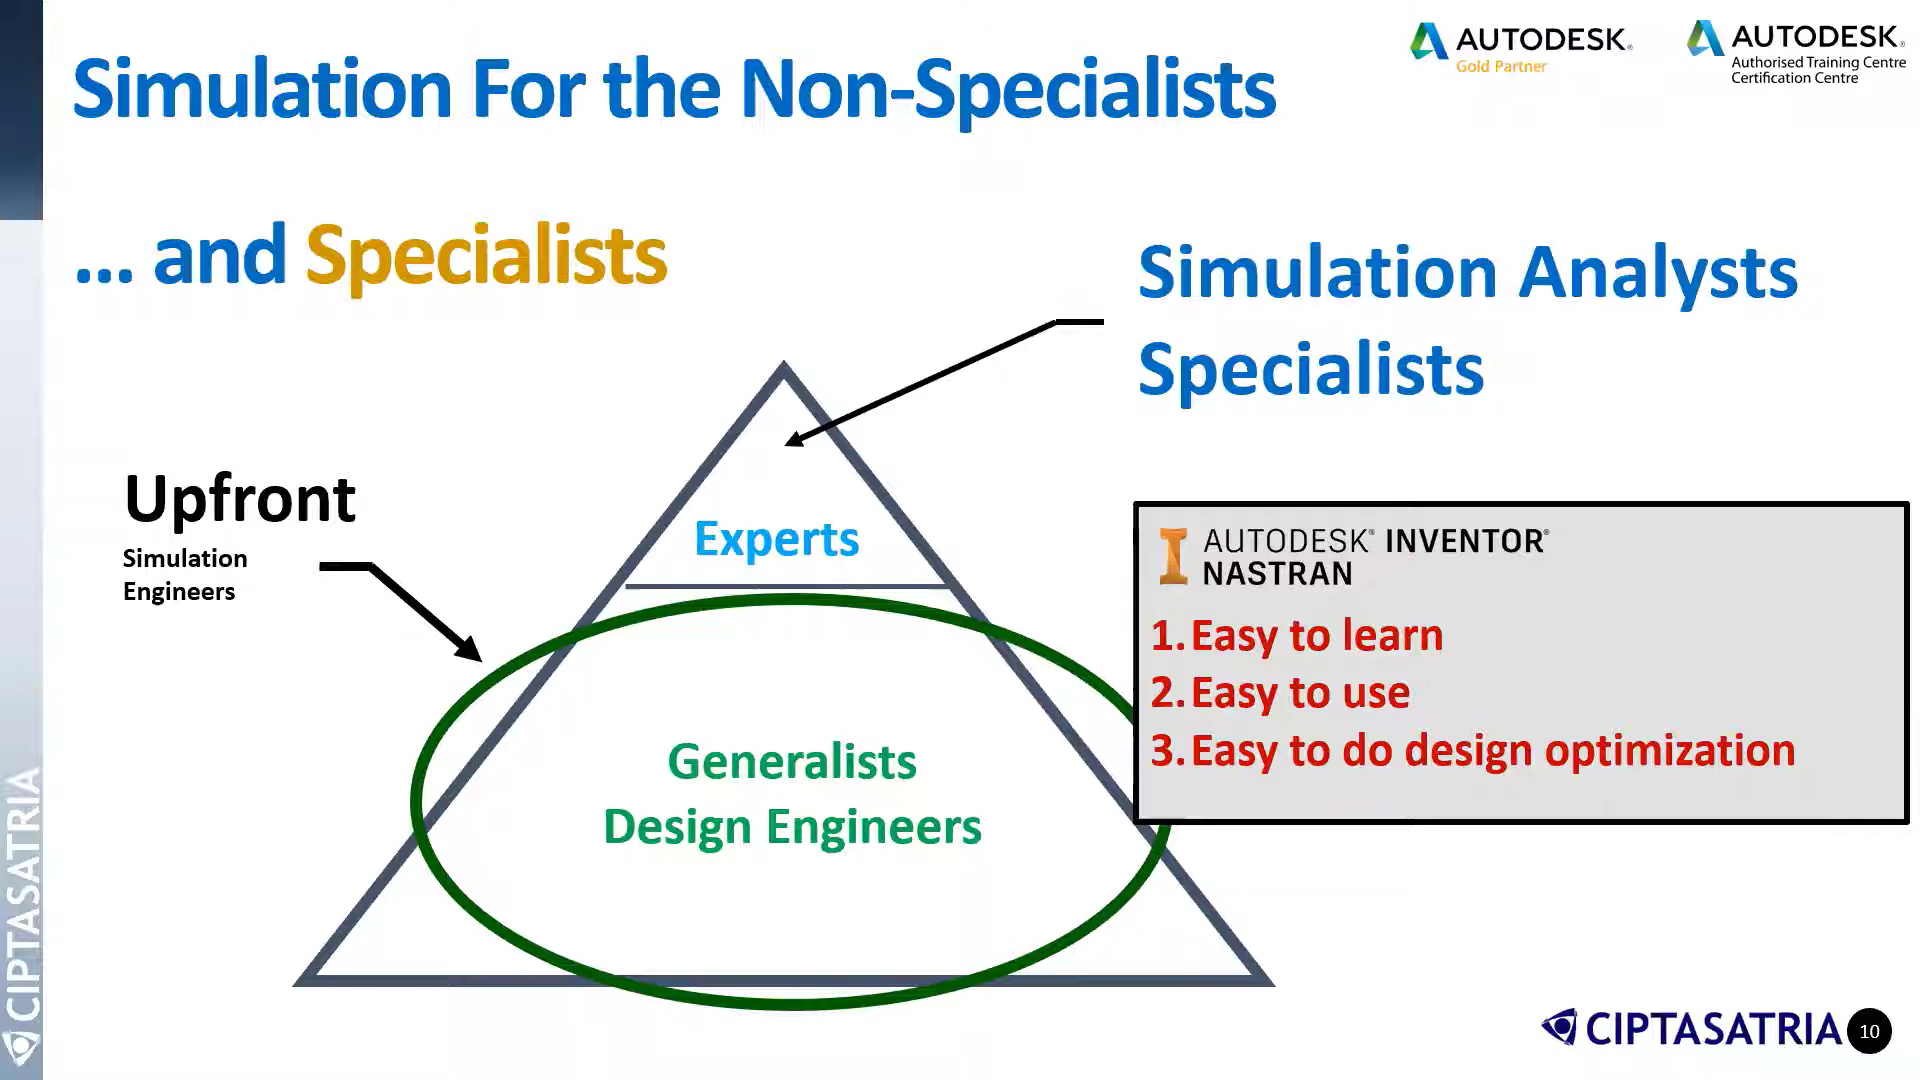 Simulation For the Non-Specialists
AUTODESK®
Gold Partner
AUTODESK®
Authorised Training Centre
Certification Centre
... and Specialists
Simulation Analysts
Specialists
Upfront
Simulation
Engineers
Experts
Generalists
Design Engineers
AUTODESK® INVENTOR®
NASTRAN
1. Easy to learn
2. Easy to use
3. Easy to do design optimization
CIPTASATRIA
CIPTASATRIA
10